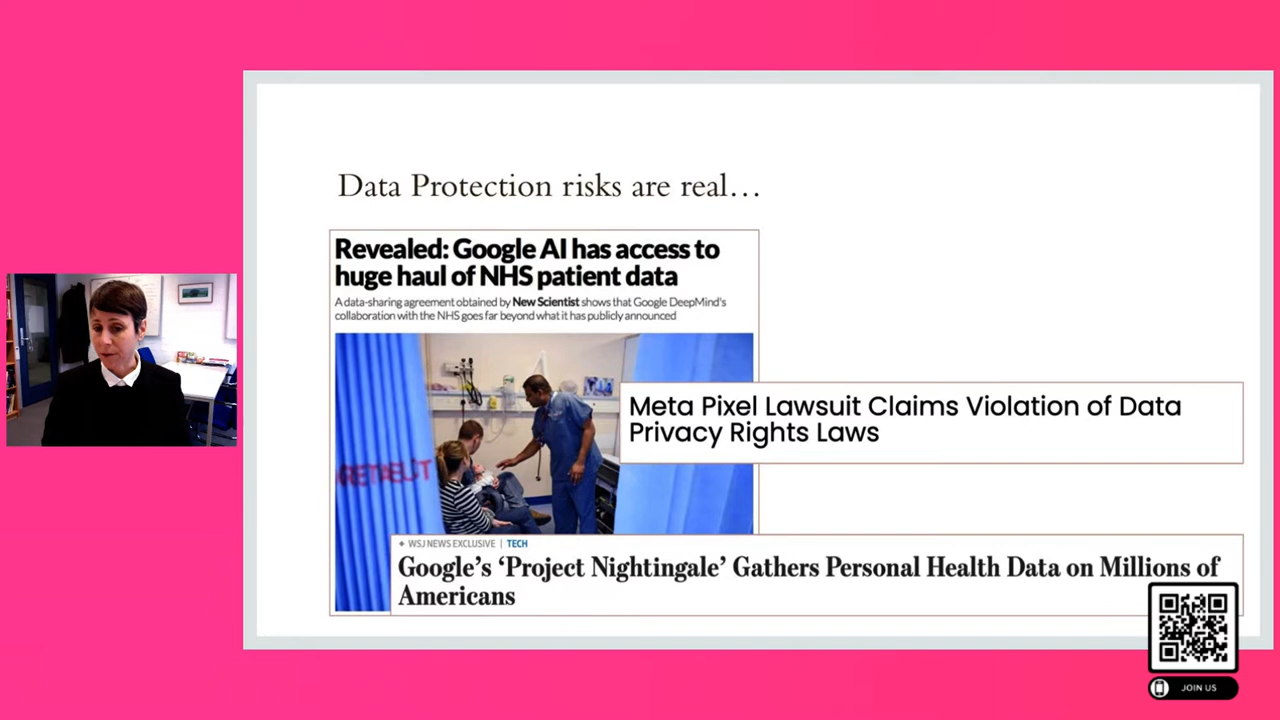 Data Protection risks are real…
Revealed: Google AI has access to
huge haul of NHS patient data
A data-sharing agreement obtained by New Scientist shows that Google DeepMind's
collaboration with the NHS goes far beyond what it has publicly announced
Meta Pixel Lawsuit Claims Violation of Data
Privacy Rights Laws
WSJ NEWS EXCLUSIVE | TECH
Google's ‘Project Nightingale’ Gathers Personal Health Data on Millions of
Americans
JOIN US